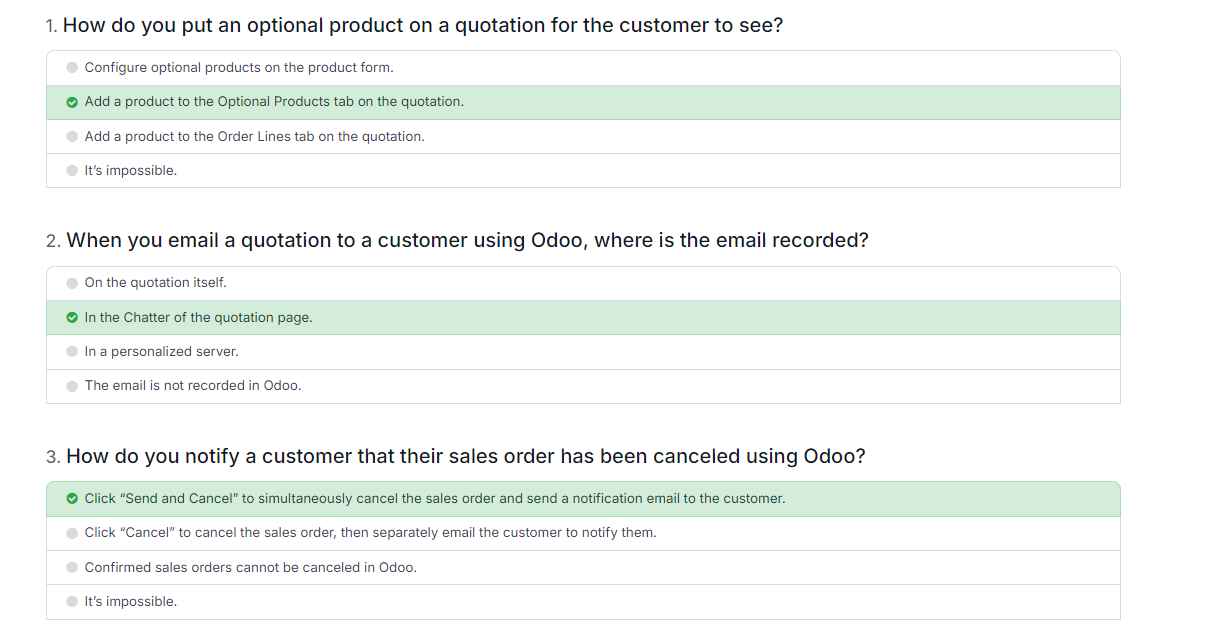 1. How do you put an optional product on a quotation for the customer to see?
Configure optional products on the product form.
Add a product to the Optional Products tab on the quotation.
Add a product to the Order Lines tab on the quotation.
It’s impossible.
2. When you email a quotation to a customer using Odoo, where is the email recorded?
On the quotation itself.
In the Chatter of the quotation page.
In a personalized server.
The email is not recorded in Odoo.
3. How do you notify a customer that their sales order has been canceled using Odoo?
Click “Send and Cancel” to simultaneously cancel the sales order and send a notification email to the customer.
Click “Cancel” to cancel the sales order, then separately email the customer to notify them.
Confirmed sales orders cannot be canceled in Odoo.
It’s impossible.